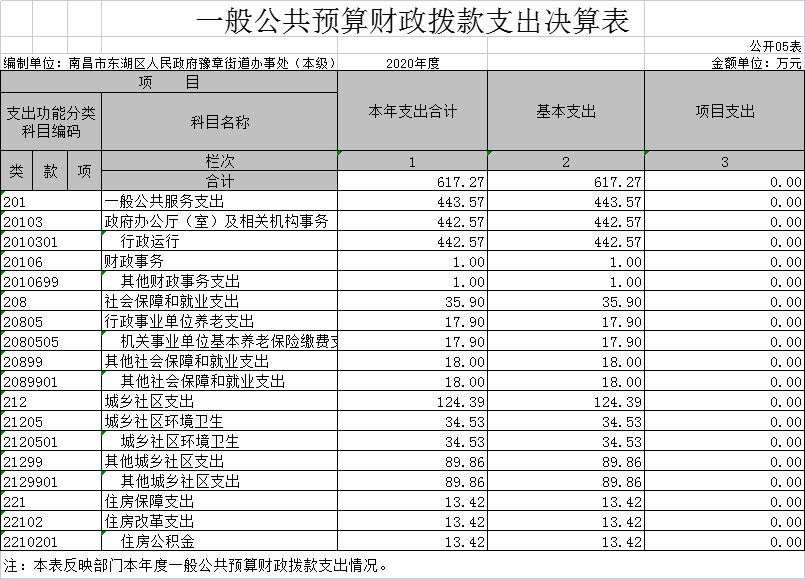 一般公共预算财政拨款支出决算表
公开05表
编制单位：南昌市东湖区人民政府豫章街道办事处（本级） 2020年度 金额单位：万元
项 目 本年支出合计 基本支出 项目支出
支出功能分类科目编码 科目名称
类 款 项 栏次 1 2 3
合计 617.27 617.27 0.00
201 一般公共服务支出 443.57 443.57 0.00
20103 政府办公厅（室）及相关机构事务 442.57 442.57 0.00
2010301 行政运行 442.57 442.57 0.00
20106 财政事务 1.00 1.00 0.00
2010699 其他财政事务支出 1.00 1.00 0.00
208 社会保障和就业支出 35.90 35.90 0.00
20805 行政事业单位养老支出 17.90 17.90 0.00
2080505 机关事业单位基本养老保险缴费支 17.90 17.90 0.00
20899 其他社会保障和就业支出 18.00 18.00 0.00
2089901 其他社会保障和就业支出 18.00 18.00 0.00
212 城乡社区支出 124.39 124.39 0.00
21205 城乡社区环境卫生 34.53 34.53 0.00
2120501 城乡社区环境卫生 34.53 34.53 0.00
21299 其他城乡社区支出 89.86 89.86 0.00
2129901 其他城乡社区支出 89.86 89.86 0.00
221 住房保障支出 13.42 13.42 0.00
22102 住房改革支出 13.42 13.42 0.00
2210201 住房公积金 13.42 13.42 0.00
注：本表反映部门本年度一般公共预算财政拨款支出情况。